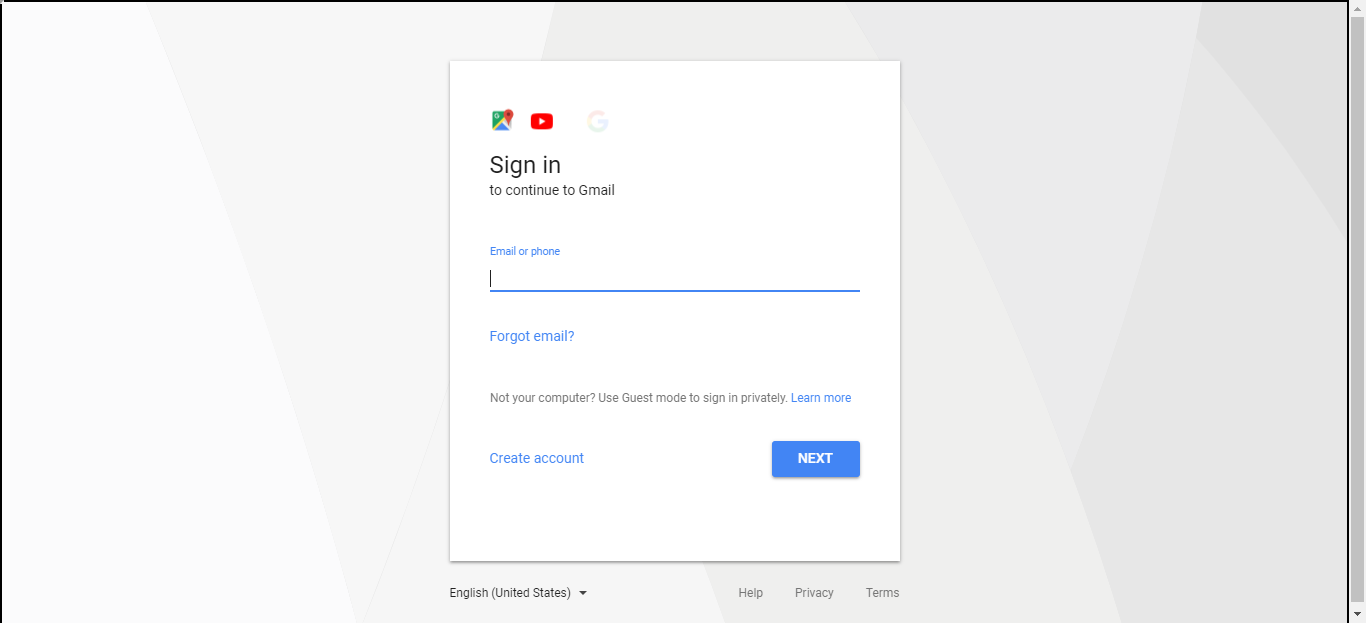 Sign in
to continue to Gmail
Email or phone
Forgot email?
Not your computer? Use Guest mode to sign in privately. Learn more
Create account
NEXT
English (United States)
Help
Privacy
Terms